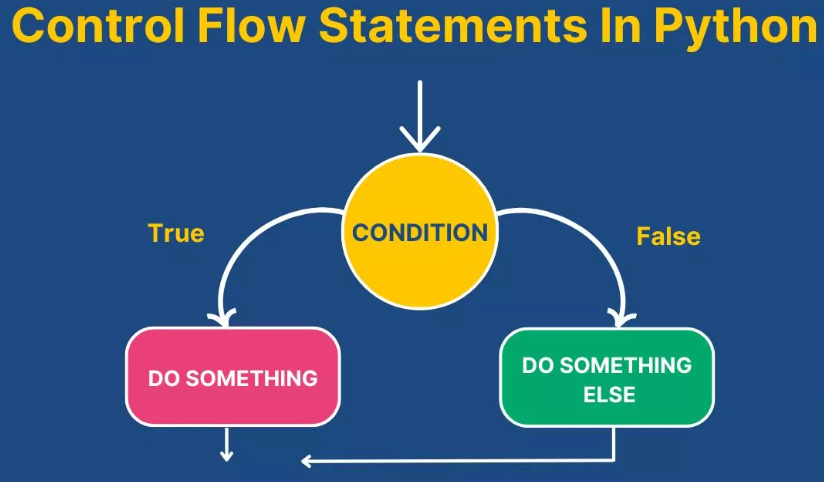 Control Flow Statements In Python
CONDITION
True
False
DO SOMETHING
DO SOMETHING
ELSE